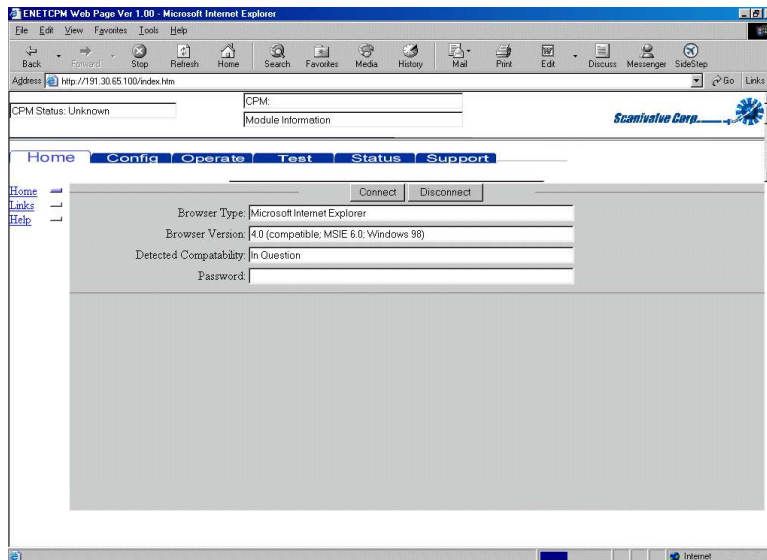 ENETCPM Web Page Ver 1.00 - Microsoft Internet Explorer
File Edit View Favorites Tools Help
Back Forward Stop Refresh Home Search Favorites Media History Mail Print Edit Discuss Messenger SideStep
Address http://191.30.65.100/index.htm Go Links
CPM Status: Unknown
CPM:
Module Information
Scanivalve Corp.
Home Config Operate Test Status Support
Home
Links
Help
Connect Disconnect
Browser Type: Microsoft Internet Explorer
Browser Version: 4.0 (compatible; MSIE 6.0; Windows 98)
Detected Compatability: In Question
Password:
Internet